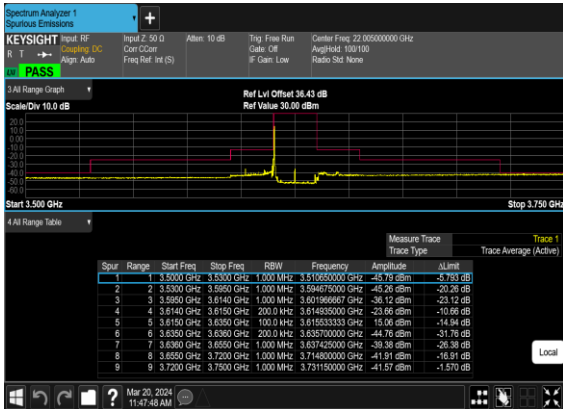 Spectrum Analyzer 1
Spurious Emissions
+
KEYSIGHT Input: RF Input Z: 50 Ω Atten: 10 dB Trig: Free Run Center Freq: 22.005000000 GHz
R T Coupling: DC Corr CCorr Gate: Off Avg|Hold: 100/100
Align: Auto Freq Ref: Int (S) IF Gain: Low Radio Std: None
PASS
3 All Range Graph Ref Lvl Offset 36.43 dB
Scale/Div 10.0 dB Ref Value 30.00 dBm
20.0
10.0
0.00
-10.0
-20.0
-30.0
-40.0
-50.0
-60.0
Start 3.500 GHz Stop 3.750 GHz
4 All Range Table
Measure Trace Trace 1
Trace Type Trace Average (Active)
Spur Range Start Freq Stop Freq RBW Frequency Amplitude ΔLimit
1 1 3.5000 GHz 3.5300 GHz 1.000 MHz 3.510650000 GHz -45.79 dBm -5.793 dB
2 2 3.5300 GHz 3.5950 GHz 1.000 MHz 3.594675000 GHz -45.26 dBm -20.26 dB
3 3 3.5950 GHz 3.6140 GHz 1.000 MHz 3.601966667 GHz -36.12 dBm -23.12 dB
4 4 3.6140 GHz 3.6150 GHz 200.0 kHz 3.614935000 GHz -23.66 dBm -10.66 dB
5 5 3.6150 GHz 3.6350 GHz 100.0 kHz 3.615533333 GHz 15.06 dBm -14.94 dB
6 6 3.6350 GHz 3.6360 GHz 200.0 kHz 3.635700000 GHz -44.76 dBm -31.76 dB
7 7 3.6360 GHz 3.6550 GHz 1.000 MHz 3.637425000 GHz -39.38 dBm -26.38 dB
8 8 3.6550 GHz 3.7200 GHz 1.000 MHz 3.714800000 GHz -41.91 dBm -16.91 dB
9 9 3.7200 GHz 3.7500 GHz 1.000 MHz 3.731150000 GHz -41.57 dBm -1.570 dB
Local
? Mar 20, 2024
11:47:48 AM